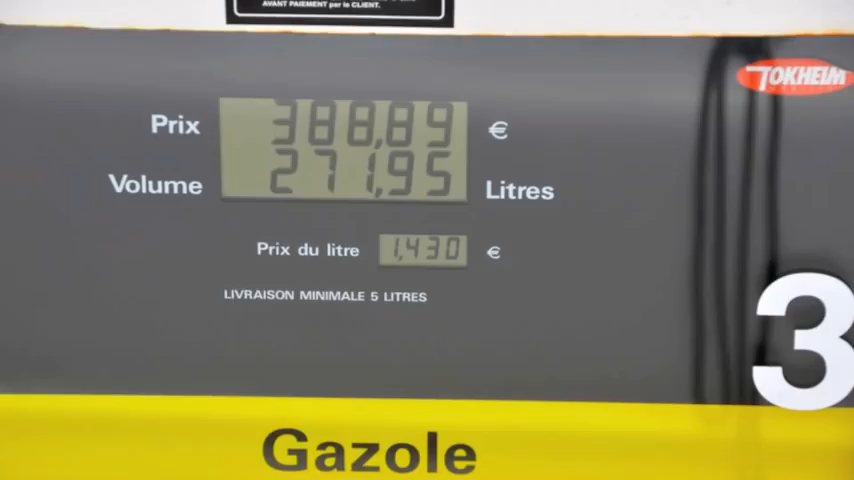 AVANT PAIEMENT par le CLIENT.
TOKHEIM
Prix 388,89 €
Volume 271,95 Litres
Prix du litre 1,430 €
LIVRAISON MINIMALE 5 LITRES
3
Gazole